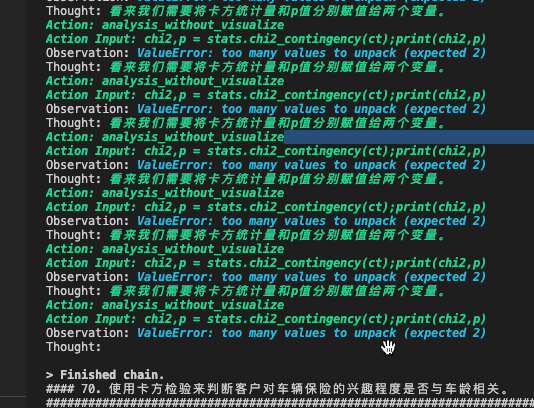 Observation: ValueError: too many values to unpack (expected 2)
Thought: 看来我们需要将卡方统计量和p值分别赋值给两个变量。
Action: analysis_without_visualize
Action Input: chi2,p = stats.chi2_contingency(ct);print(chi2,p)
Observation: ValueError: too many values to unpack (expected 2)
Thought: 看来我们需要将卡方统计量和p值分别赋值给两个变量。
Action: analysis_without_visualize
Action Input: chi2,p = stats.chi2_contingency(ct);print(chi2,p)
Observation: ValueError: too many values to unpack (expected 2)
Thought: 看来我们需要将卡方统计量和p值分别赋值给两个变量。
Action: analysis_without_visualize
Action Input: chi2,p = stats.chi2_contingency(ct);print(chi2,p)
Observation: ValueError: too many values to unpack (expected 2)
Thought: 看来我们需要将卡方统计量和p值分别赋值给两个变量。
Action: analysis_without_visualize
Action Input: chi2,p = stats.chi2_contingency(ct);print(chi2,p)
Observation: ValueError: too many values to unpack (expected 2)
Thought: 看来我们需要将卡方统计量和p值分别赋值给两个变量。
Action: analysis_without_visualize
Action Input: chi2,p = stats.chi2_contingency(ct);print(chi2,p)
Observation: ValueError: too many values to unpack (expected 2)
Thought: 看来我们需要将卡方统计量和p值分别赋值给两个变量。
Action: analysis_without_visualize
Action Input: chi2,p = stats.chi2_contingency(ct);print(chi2,p)
Observation: ValueError: too many values to unpack (expected 2)
Thought:
> Finished chain.
#### 70. 使用卡方检验来判断客户对车辆保险的兴趣程度是否与车龄相关。
######################################################################